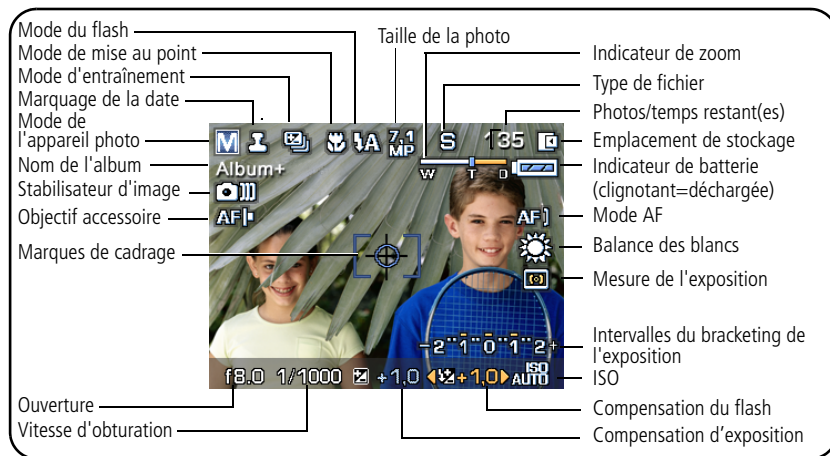 Mode du flash
Mode de mise au point
Mode d'entraînement
Marquage de la date
Mode de
l'appareil photo
Nom de l'album
Stabilisateur d'image
Objectif accessoire
Marques de cadrage
Ouverture
Vitesse d'obturation
Taille de la photo
Indicateur de zoom
Type de fichier
Photos/temps restant(es)
Emplacement de stockage
Indicateur de batterie
(clignotant=déchargée)
Mode AF
Balance des blancs
Mesure de l'exposition
Intervalles du bracketing de
l'exposition
ISO
Compensation du flash
Compensation d’exposition
M A 7,1 MP S 135
Album+
W T D
AF AF
-2 1 0 1 2+
f8.0 1/1000 +1,0 +1,0 ISO AUTO